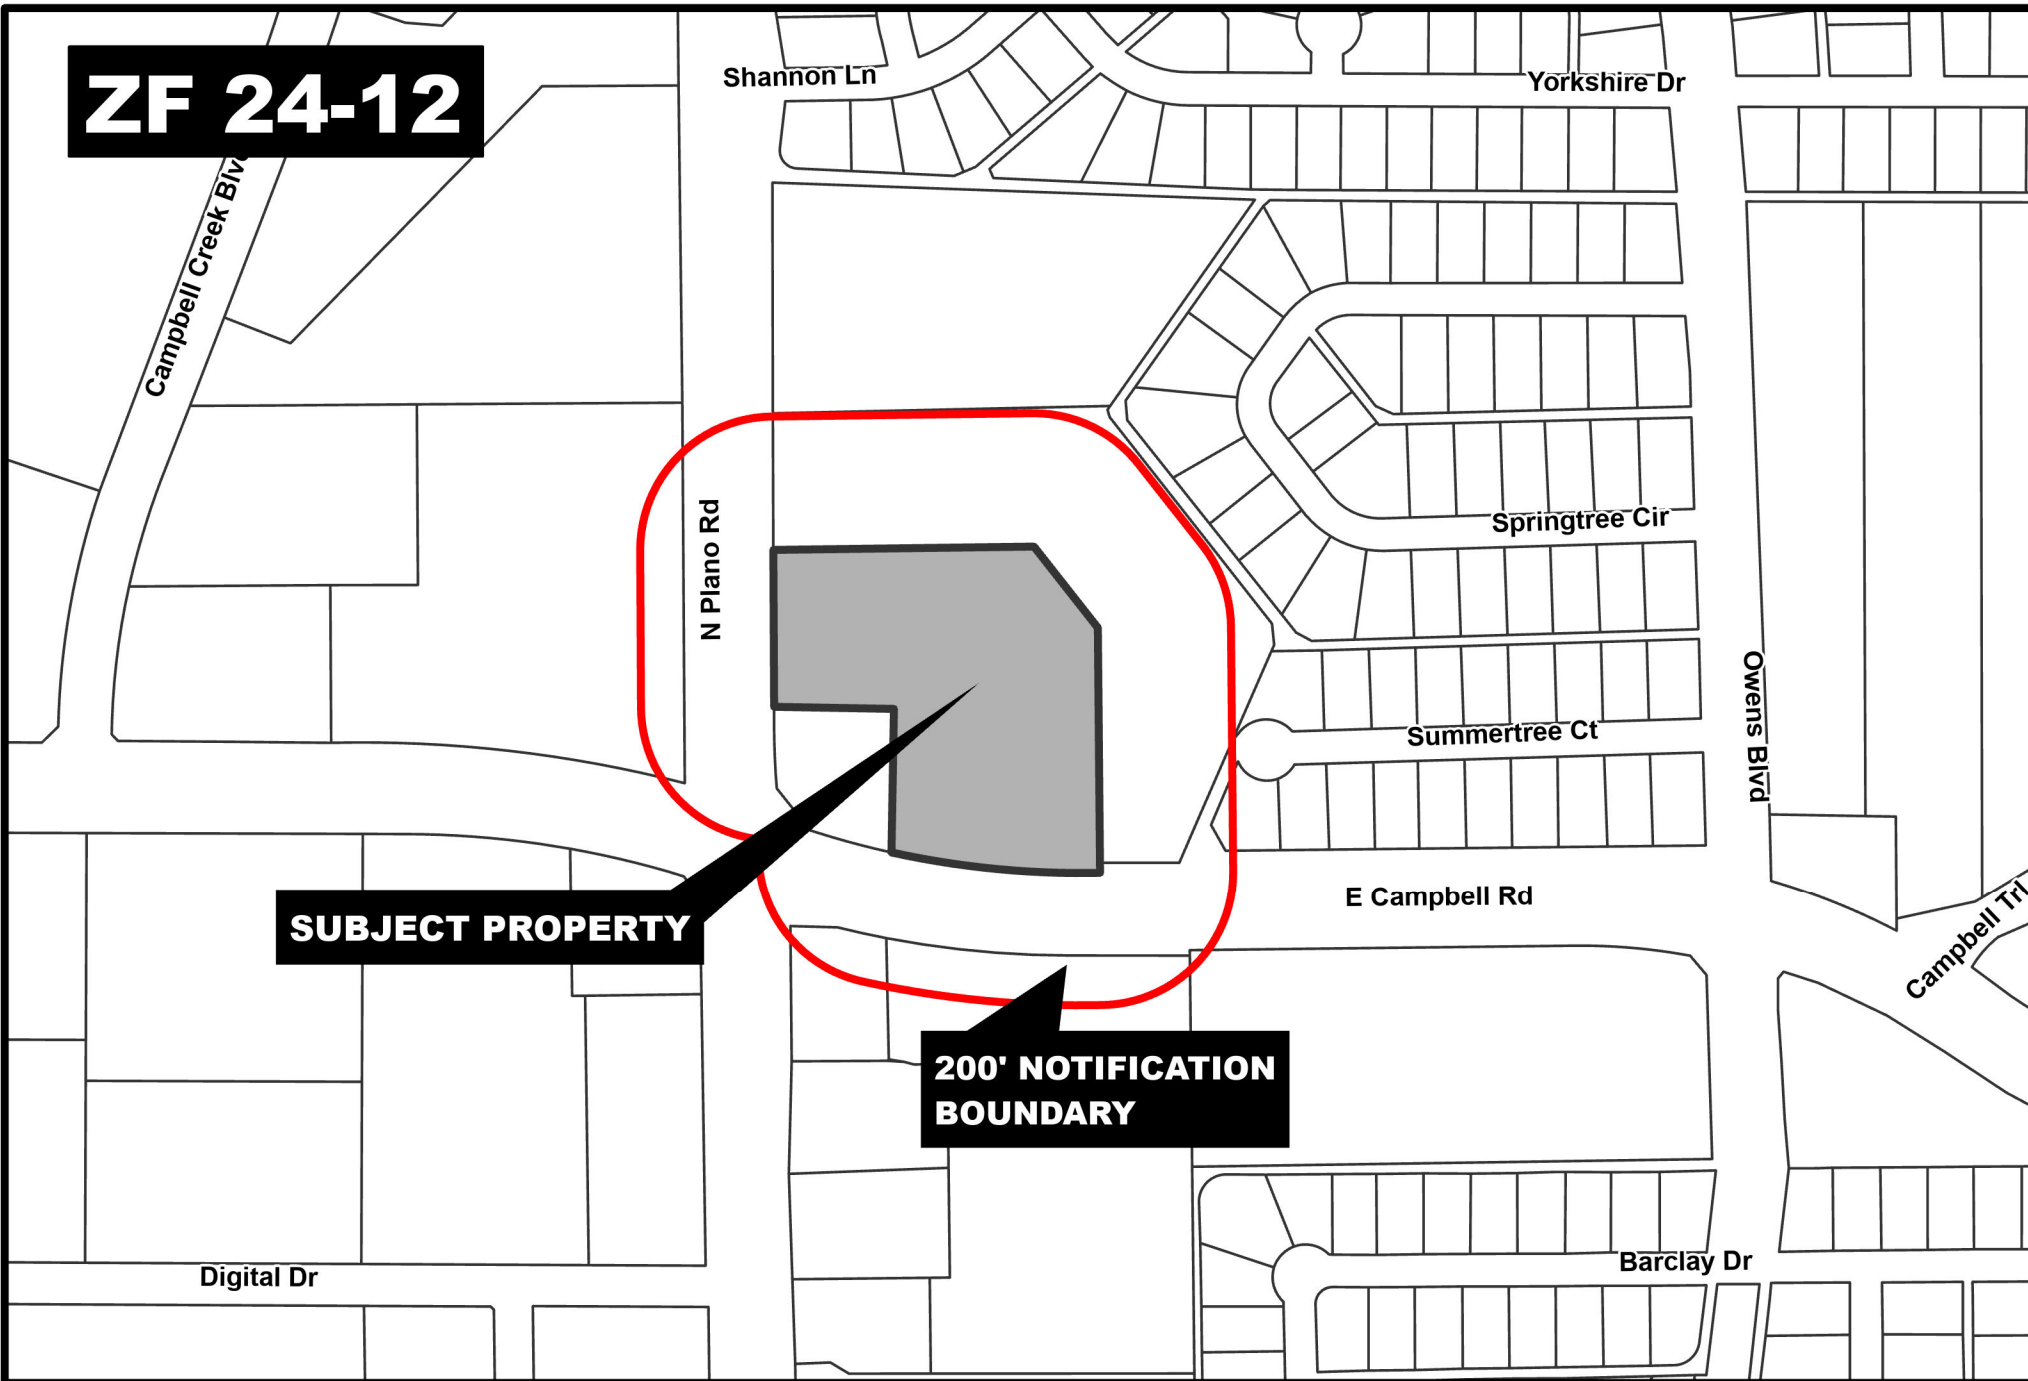 ZF 24-12
Shannon Ln
Yorkshire Dr
Campbell Creek Blvd
N Plano Rd
Springtree Cir
Summertree Ct
Owens Blvd
E Campbell Rd
SUBJECT PROPERTY
Campbell Trl
200' NOTIFICATION
BOUNDARY
Digital Dr
Barclay Dr